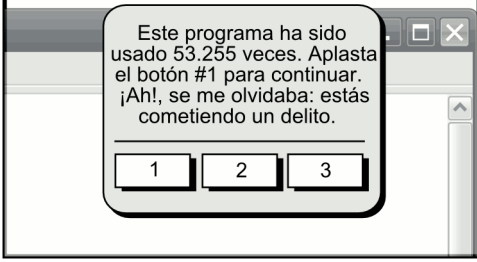 Este programa ha sido
usado 53.255 veces. Aplasta
el botón #1 para continuar.
¡Ah!, se me olvidaba: estás
cometiendo un delito.
1 2 3